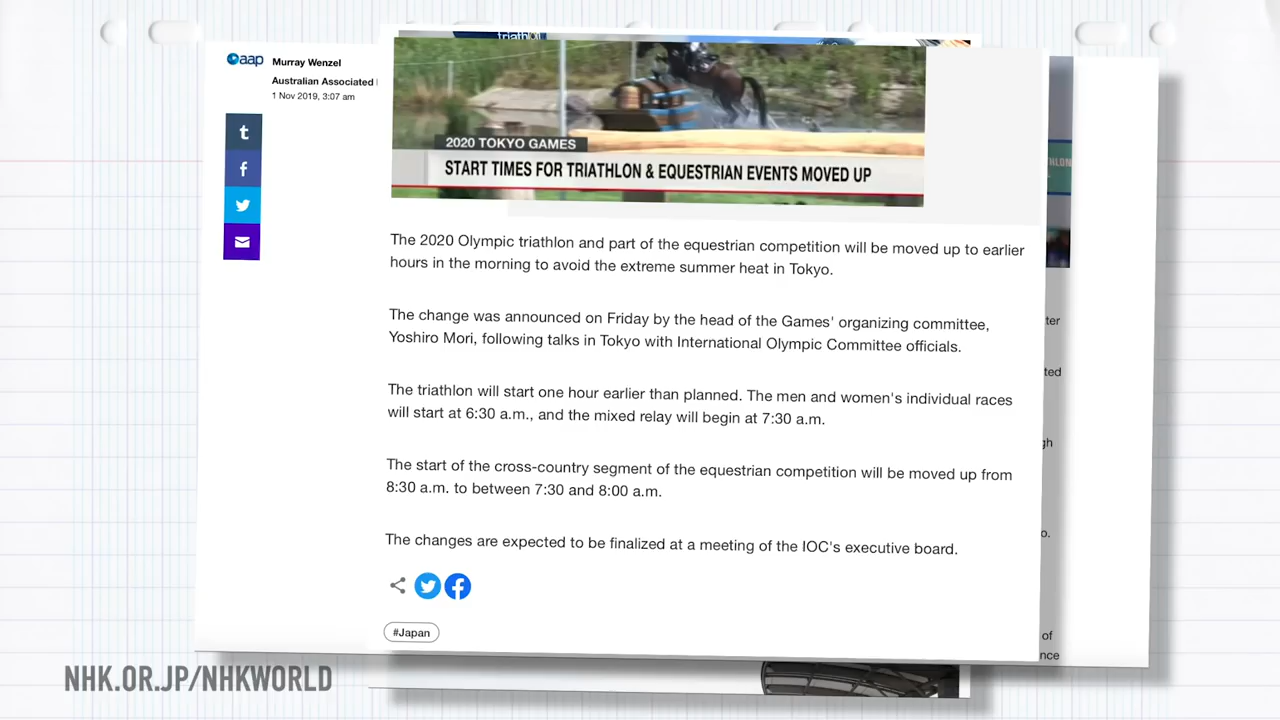 aap
Murray Wenzel
Australian Associated
1 Nov 2019, 3:07 am
2020 TOKYO GAMES
START TIMES FOR TRIATHLON & EQUESTRIAN EVENTS MOVED UP
The 2020 Olympic triathlon and part of the equestrian competition will be moved up to earlier
hours in the morning to avoid the extreme summer heat in Tokyo.
The change was announced on Friday by the head of the Games' organizing committee,
Yoshiro Mori, following talks in Tokyo with International Olympic Committee officials.
The triathlon will start one hour earlier than planned. The men and women's individual races
will start at 6:30 a.m., and the mixed relay will begin at 7:30 a.m.
The start of the cross-country segment of the equestrian competition will be moved up from
8:30 a.m. to between 7:30 and 8:00 a.m.
The changes are expected to be finalized at a meeting of the IOC's executive board.
#Japan
of
NHK.OR.JP/NHKWORLD